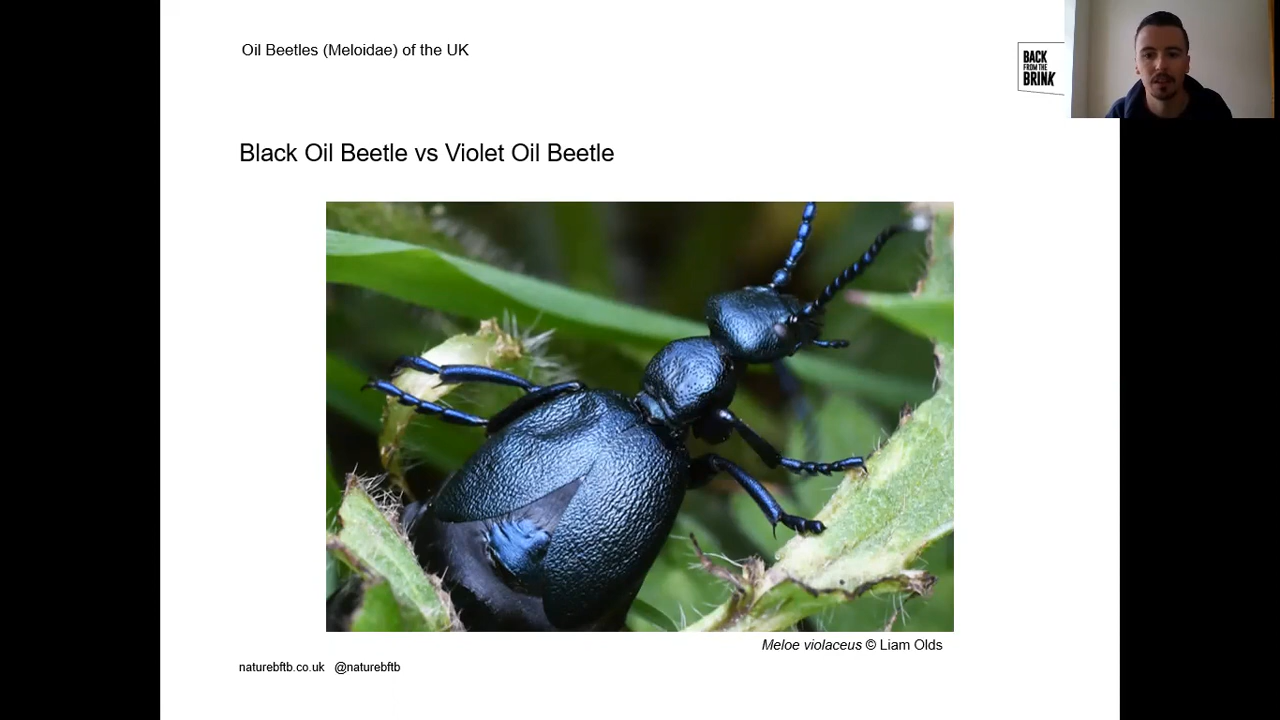 Oil Beetles (Meloidae) of the UK
BACK
FROM THE
BRINK
Black Oil Beetle vs Violet Oil Beetle
Meloe violaceus © Liam Olds
naturebftb.co.uk @naturebftb